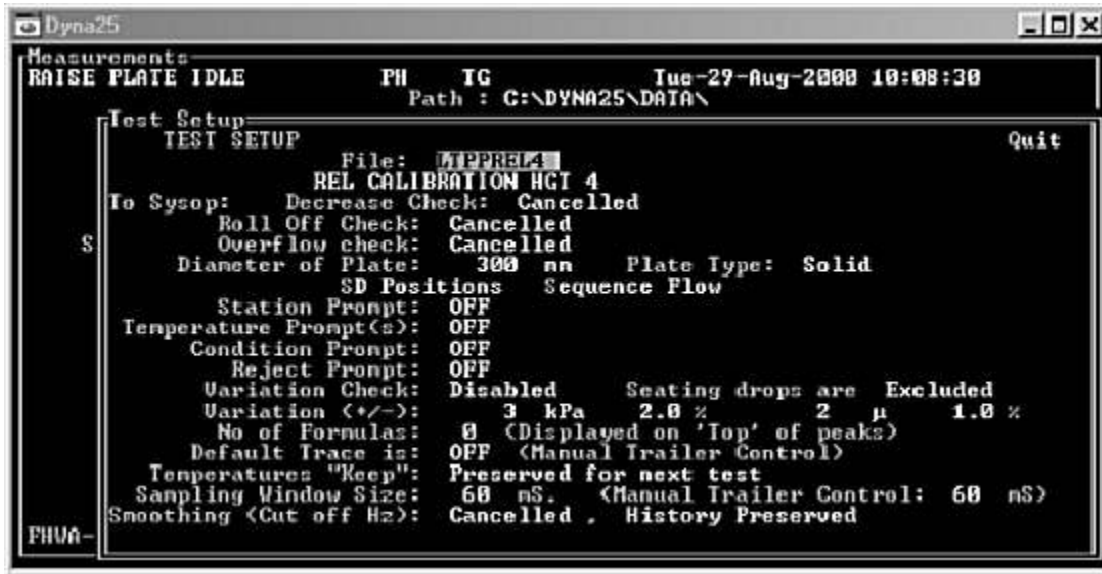 Dyna25
Measurements
RAISE PLATE IDLE PH TG Tue-29-Aug-2000 10:08:30
Path : C:\DYNA25\DATA\
Test Setup
TEST SETUP Quit
File: LTPPREL4
REL CALIBRATION HGT 4
To Sysop: Decrease Check: Cancelled
Roll Off Check: Cancelled
S Overflow check: Cancelled
Diameter of Plate: 300 mm Plate Type: Solid
SD Positions Sequence Flow
Station Prompt: OFF
Temperature Prompt(s): OFF
Condition Prompt: OFF
Reject Prompt: OFF
Variation Check: Disabled Seating drops are Excluded
Variation (+/-): 3 kPa 2.0 % 2 µ 1.0 %
No of Formulas: 0 (Displayed on 'Top' of peaks)
Default Trace is: OFF (Manual Trailer Control)
Temperatures "Keep": Preserved for next test
Sampling Window Size: 60 mS. (Manual Trailer Control: 60 mS)
Smoothing (Cut off Hz): Cancelled . History Preserved
FHWA-